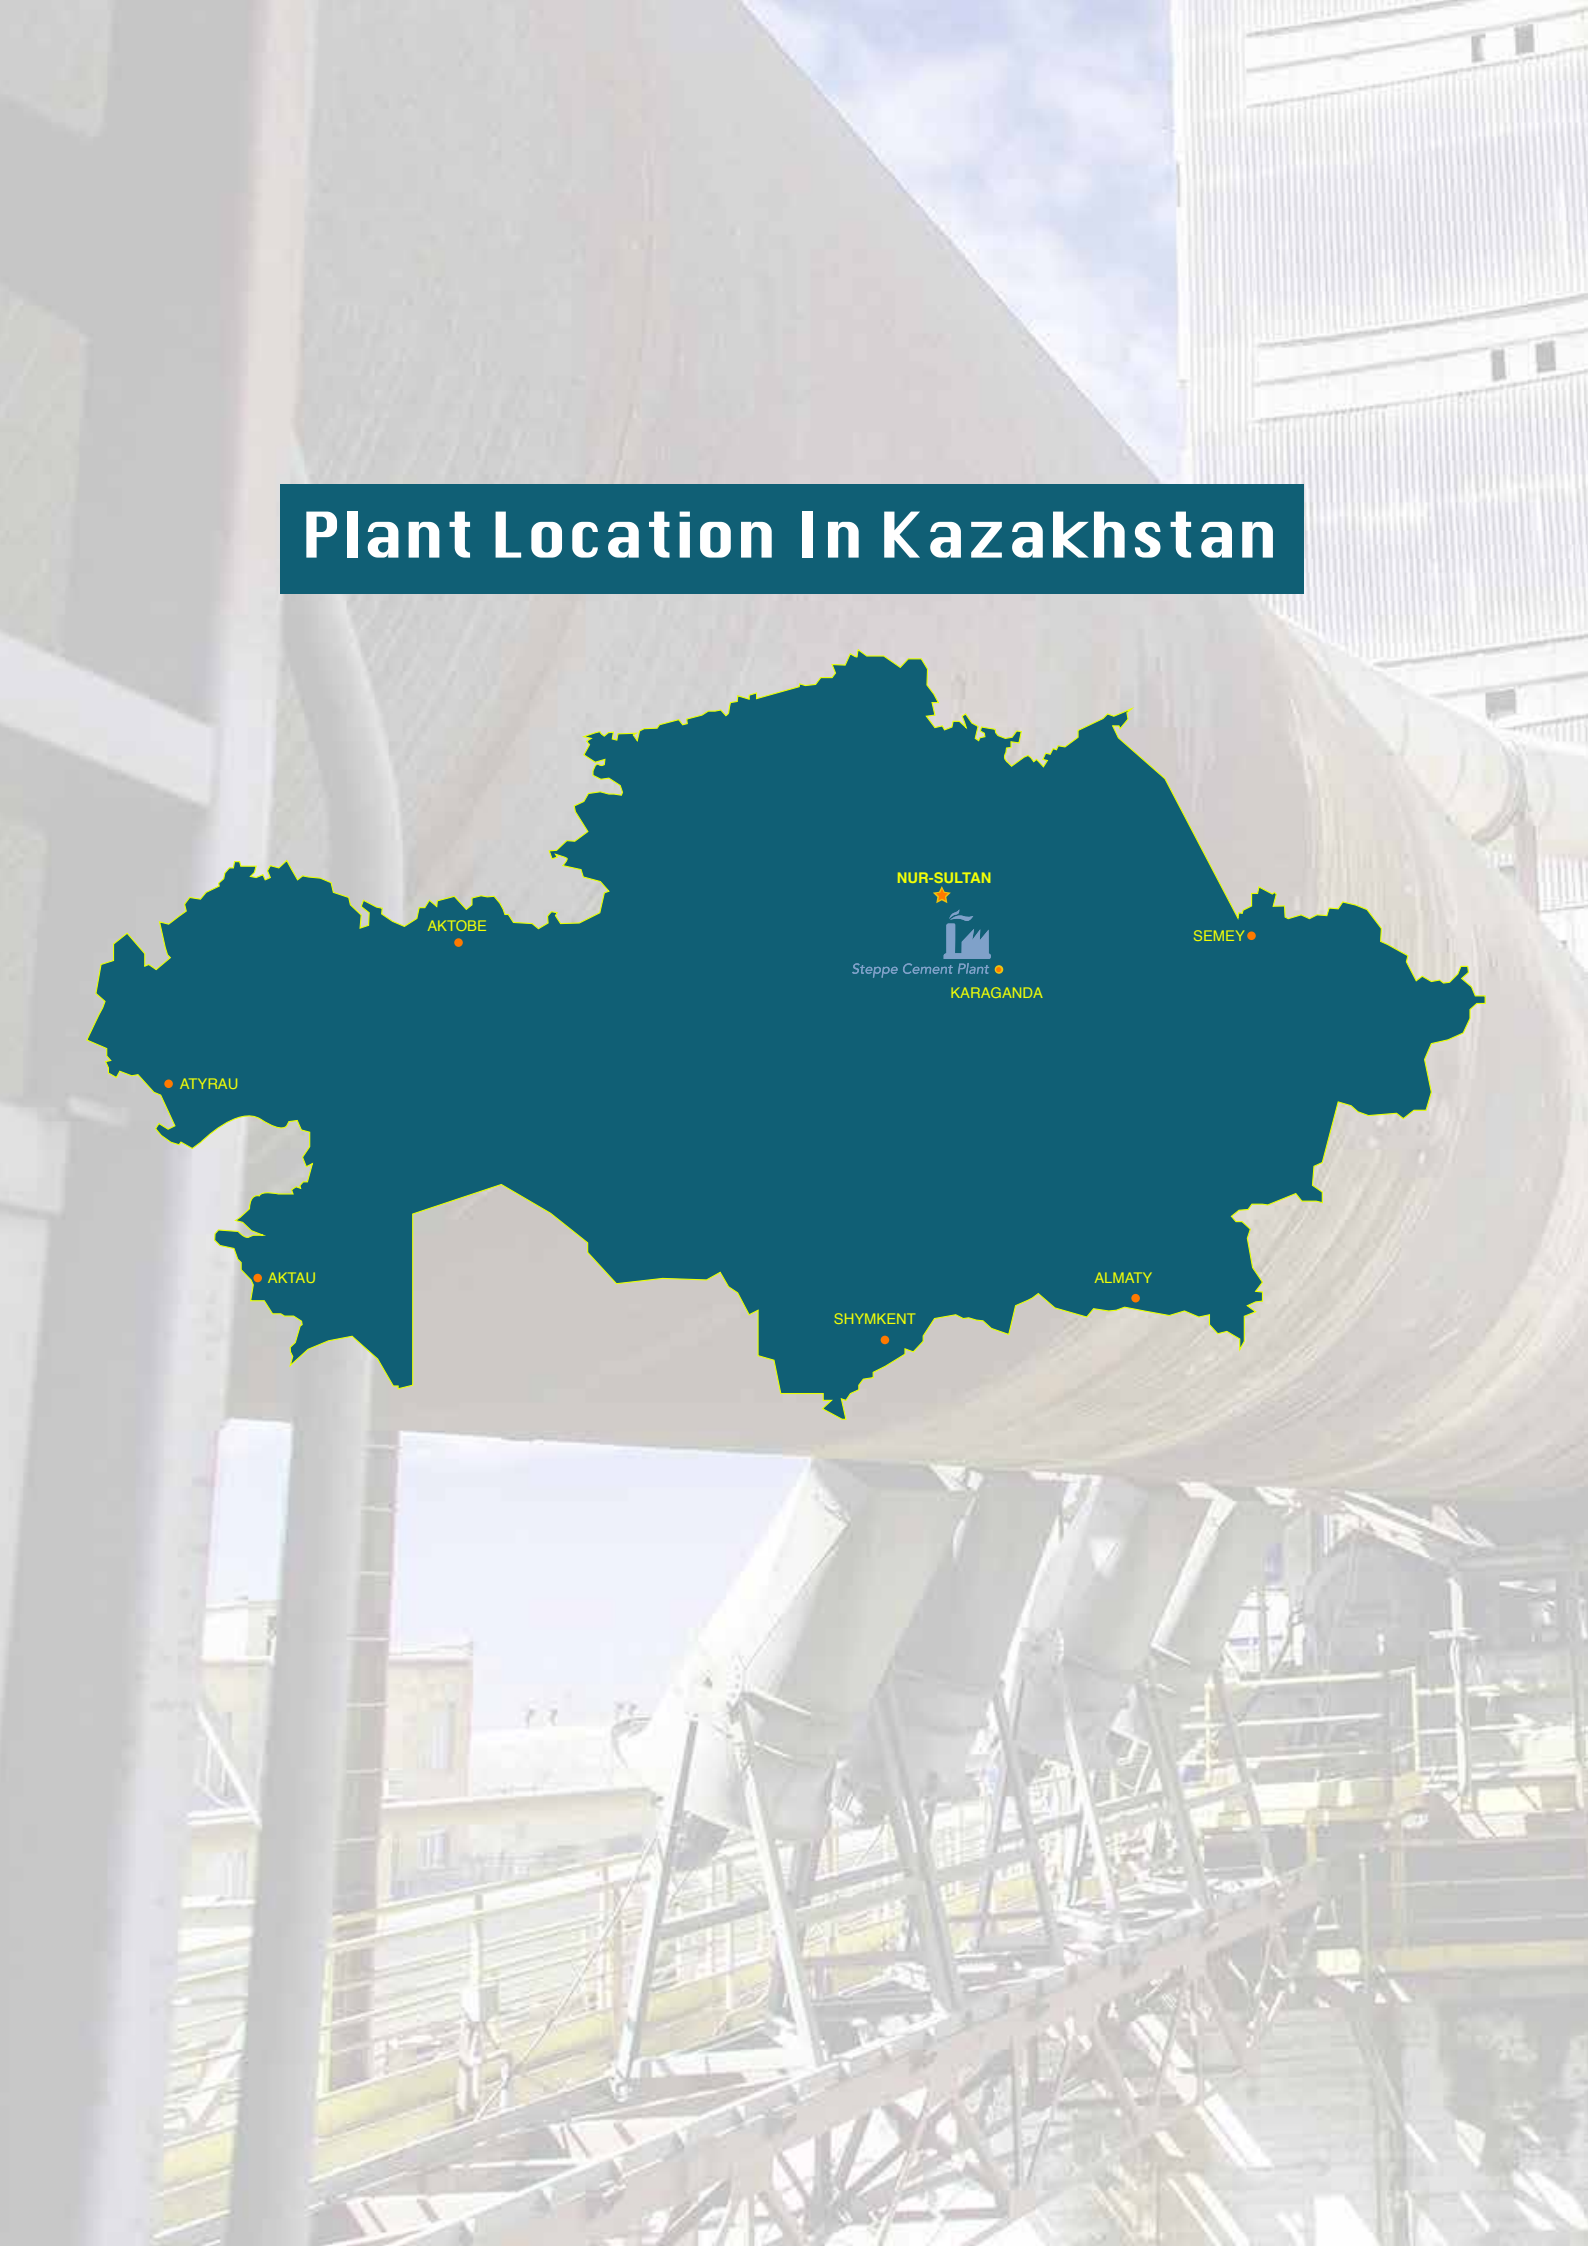 Plant Location In Kazakhstan
NUR-SULTAN
AKTOBE
SEMEY
Steppe Cement Plant
KARAGANDA
ATYRAU
AKTAU
ALMATY
SHYMKENT